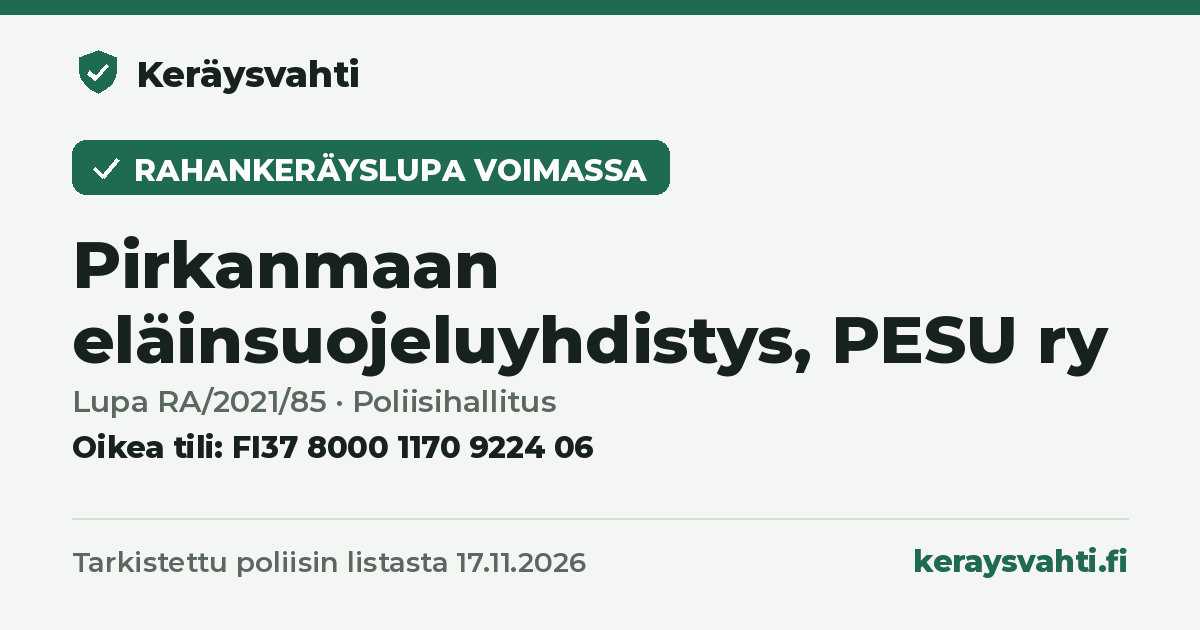 Keräysvahti
RAHANKERÄYSLUPA VOIMASSA
Pirkanmaan
eläinsuojeluyhdistys, PESU ry
Lupa RA/2021/85 · Poliisihallitus
Oikea tili: FI37 8000 1170 9224 06
Tarkistettu poliisin listasta 17.11.2026
keraysvahti.fi